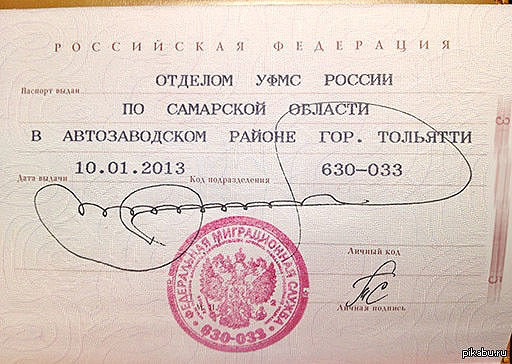 РОССИЙСКАЯ ФЕДЕРАЦИЯ
Паспорт выдан ОТДЕЛОМ УФМС РОССИИ
ПО САМАРСКОЙ ОБЛАСТИ
В АВТОЗАВОДСКОМ РАЙОНЕ ГОР. ТОЛЬЯТТИ
Дата выдачи 10.01.2013 Код подразделения 630-033
ФЕДЕРАЛЬНАЯ МИГРАЦИОННАЯ СЛУЖБА
630-033
Личный код
Личная подпись
pikabu.ru